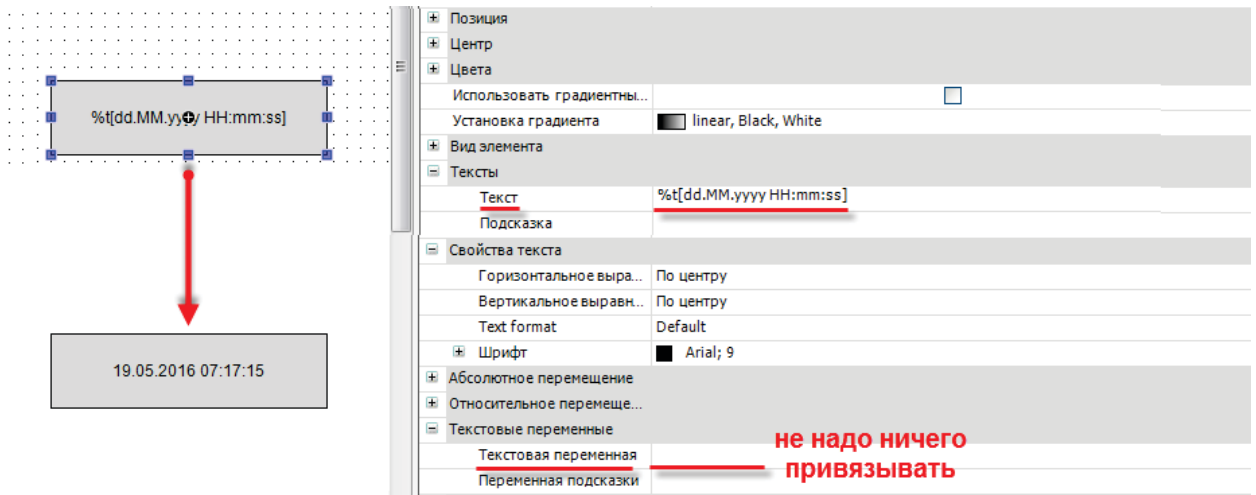 %t[dd.MM.yyyy HH:mm:ss]
19.05.2016 07:17:15
Позиция
Центр
Цвета
Использовать градиентны...
Установка градиента linear, Black, White
Вид элемента
Тексты
Текст %t[dd.MM.yyyy HH:mm:ss]
Подсказка
Свойства текста
Горизонтальное выра... По центру
Вертикальное выравн... По центру
Text format Default
Шрифт Arial; 9
Абсолютное перемещение
Относительное перемеще...
Текстовые переменные
Текстовая переменная
Переменная подсказки
не надо ничего
привязывать